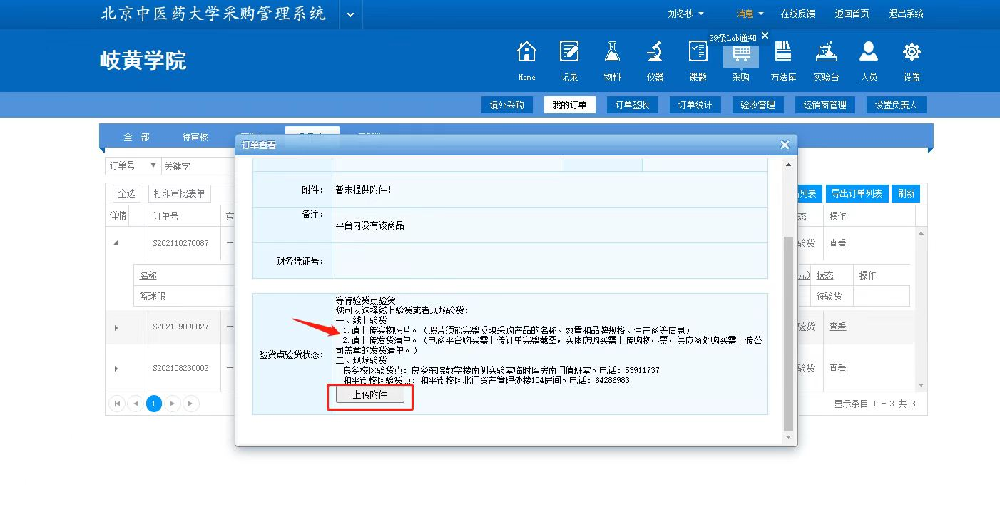 北京中医药大学采购管理系统
刘冬杪 消息 在线反馈 返回首页 退出系统
29条Lab通知
岐黄学院
Home 记录 物料 仪器 课题 采购 方法库 实验台 人员 设置
境外采购 我的订单 订单签收 订单统计 验收管理 经销商管理 设置负责人
全 部 待审核
订单查看
订单号 关键字
全选 打印审批表单
列表 导出订单列表 刷新
详情 订单号 京
态 操作
S202110270087 一
验货 查看
名称
元) 状态 操作
篮球服
待验货
S202109090027 一
验货 查看
S202108230002 一
验货 查看
1
显示条目 1 - 3 共 3
附件: 暂未提供附件!
备注:
平台内没有该商品
财务凭证号:
验货点验货状态:
等待验货点验货
您可以选择线上验货或者现场验货:
一、线上验货
1.请上传实物照片。（照片须能完整反映采购产品的名称、数量和品牌规格、生产商等信息）
2.请上传发货清单。（电商平台购买需上传订单完整截图，实体店购买需上传购物小票，供应商处购买需上传公
司盖章的发货清单。）
二、现场验货
良乡校区验货点: 良乡东院教学楼南侧实验室临时库房南门值班室。电话: 53911737
和平街校区验货点: 和平街校区北门资产管理处楼104房间。电话: 64286983
上传附件